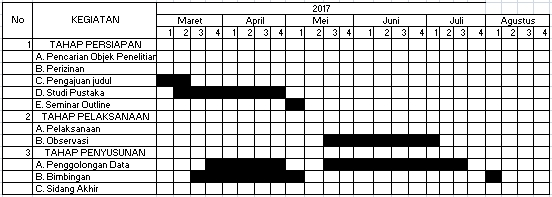 No KEGIATAN 2017
Maret April Mei Juni Juli Agustus
1 2 3 4 1 2 3 4 1 2 3 4 1 2 3 4 1 2 3 4 1 2 3 4
1 TAHAP PERSIAPAN
A. Pencarian Objek Penelitian
B. Perizinan
C. Pengajuan judul
D. Studi Pustaka
E. Seminar Outline
2 TAHAP PELAKSANAAN
A. Pelaksanaan
B. Observasi
3 TAHAP PENYUSUNAN
A. Penggolongan Data
B. Bimbingan
C. Sidang Akhir